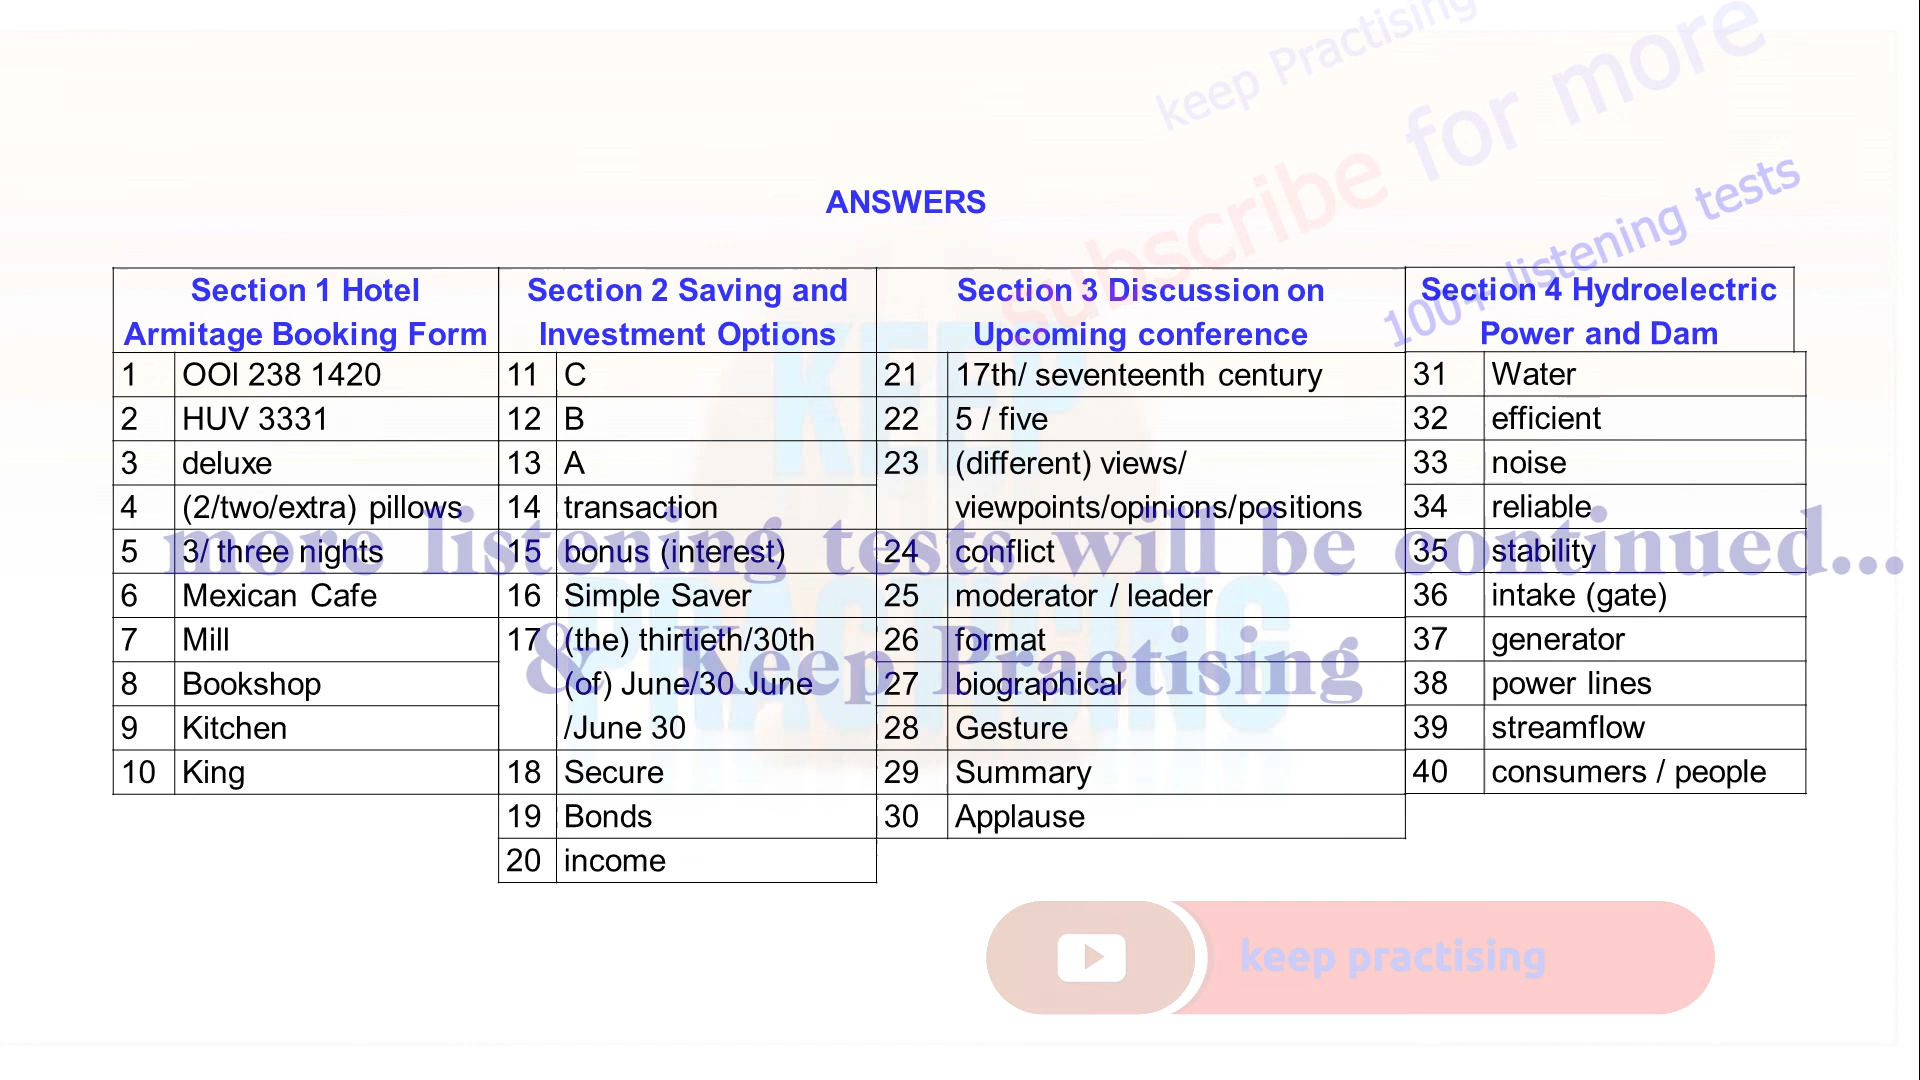 keep Practising
subscribe for more
100+ listening tests
ANSWERS
Section 1 Hotel
Armitage Booking Form
1 OOI 238 1420
2 HUV 3331
3 deluxe
4 (2/two/extra) pillows
5 3/ three nights
6 Mexican Cafe
7 Mill
8 Bookshop
9 Kitchen
10 King
Section 2 Saving and
Investment Options
11 C
12 B
13 A
14 transaction
15 bonus (interest)
16 Simple Saver
17 (the) thirtieth/30th
(of) June/30 June
/June 30
18 Secure
19 Bonds
20 income
Section 3 Discussion on
Upcoming conference
21 17th/ seventeenth century
22 5 / five
23 (different) views/
viewpoints/opinions/positions
24 conflict
25 moderator / leader
26 format
27 biographical
28 Gesture
29 Summary
30 Applause
Section 4 Hydroelectric
Power and Dam
31 Water
32 efficient
33 noise
34 reliable
35 stability
36 intake (gate)
37 generator
38 power lines
39 streamflow
40 consumers / people
KEEP
PRACTICING
more listening tests will be continued...
& Keep Practising
keep practising